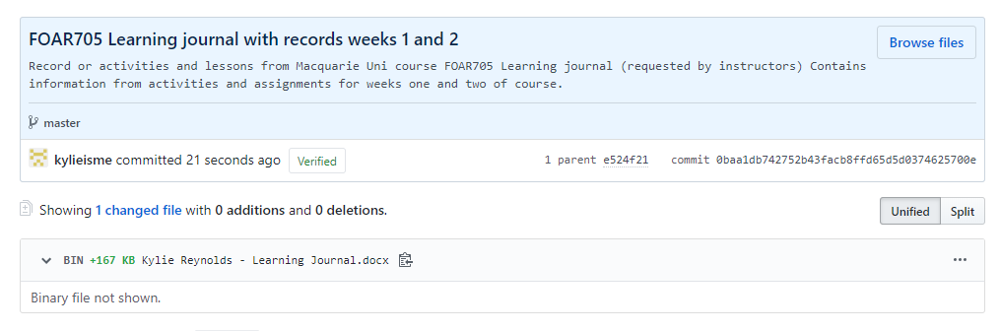 FOAR705 Learning journal with records weeks 1 and 2
Browse files
Record or activities and lessons from Macquarie Uni course FOAR705 Learning journal (requested by instructors) Contains
information from activities and assignments for weeks one and two of course.
master
kylieisme committed 21 seconds ago Verified 1 parent e524f21 commit 0baa1db742752b43facb8ffd65d5d0374625700e
Showing 1 changed file with 0 additions and 0 deletions. Unified Split
BIN +167 KB Kylie Reynolds - Learning Journal.docx
Binary file not shown.